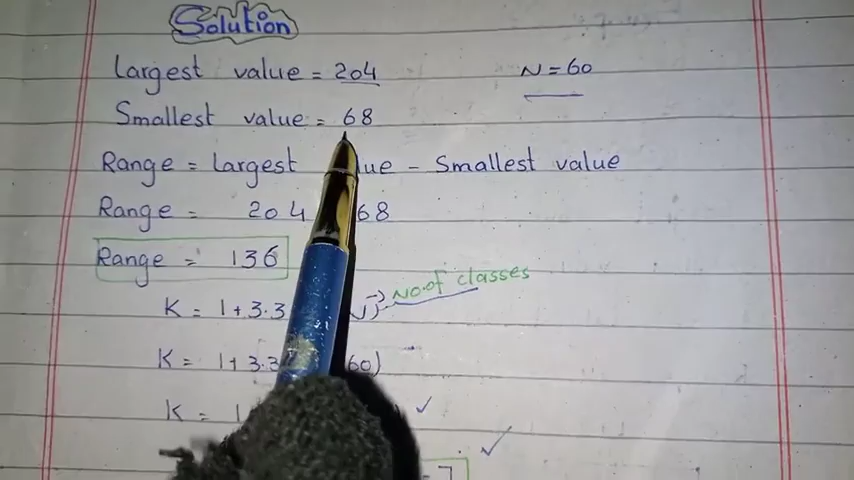 Solution
Largest value = 204
N = 60
Smallest value = 68
Range = Largest ue - Smallest value
Range = 204 68
Range = 136
K = 1+3.3
No. of classes
K = 1+3.3 60)
K = 1